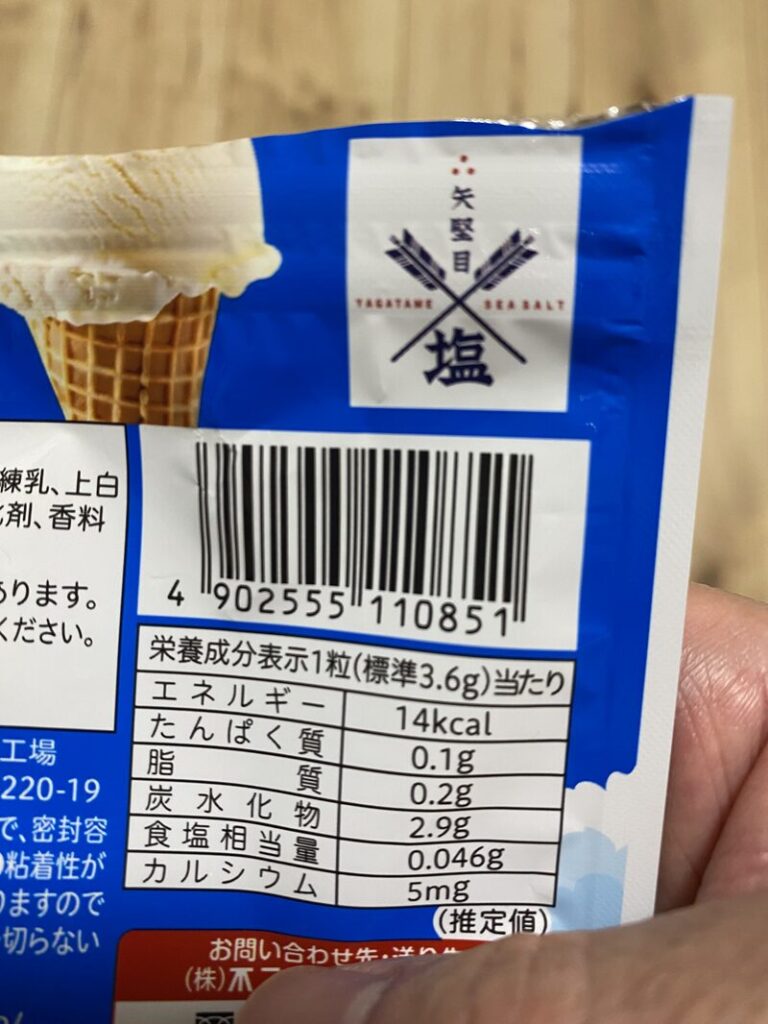 矢堅目
YAGATAME SEA SALT
塩
練乳、上白
剤、香料
あります。
ください。
4 902555 110851
栄養成分表示1粒(標準3.6g)当たり
エネルギー 14kcal
たんぱく質 0.1g
脂質 0.2g
炭水化物 2.9g
食塩相当量 0.046g
カルシウム 5mg
(推定値)
工場
220-19
で、密封容
粘着性が
りますので
切らない
お問い合わせ先・送り先
(株)不二